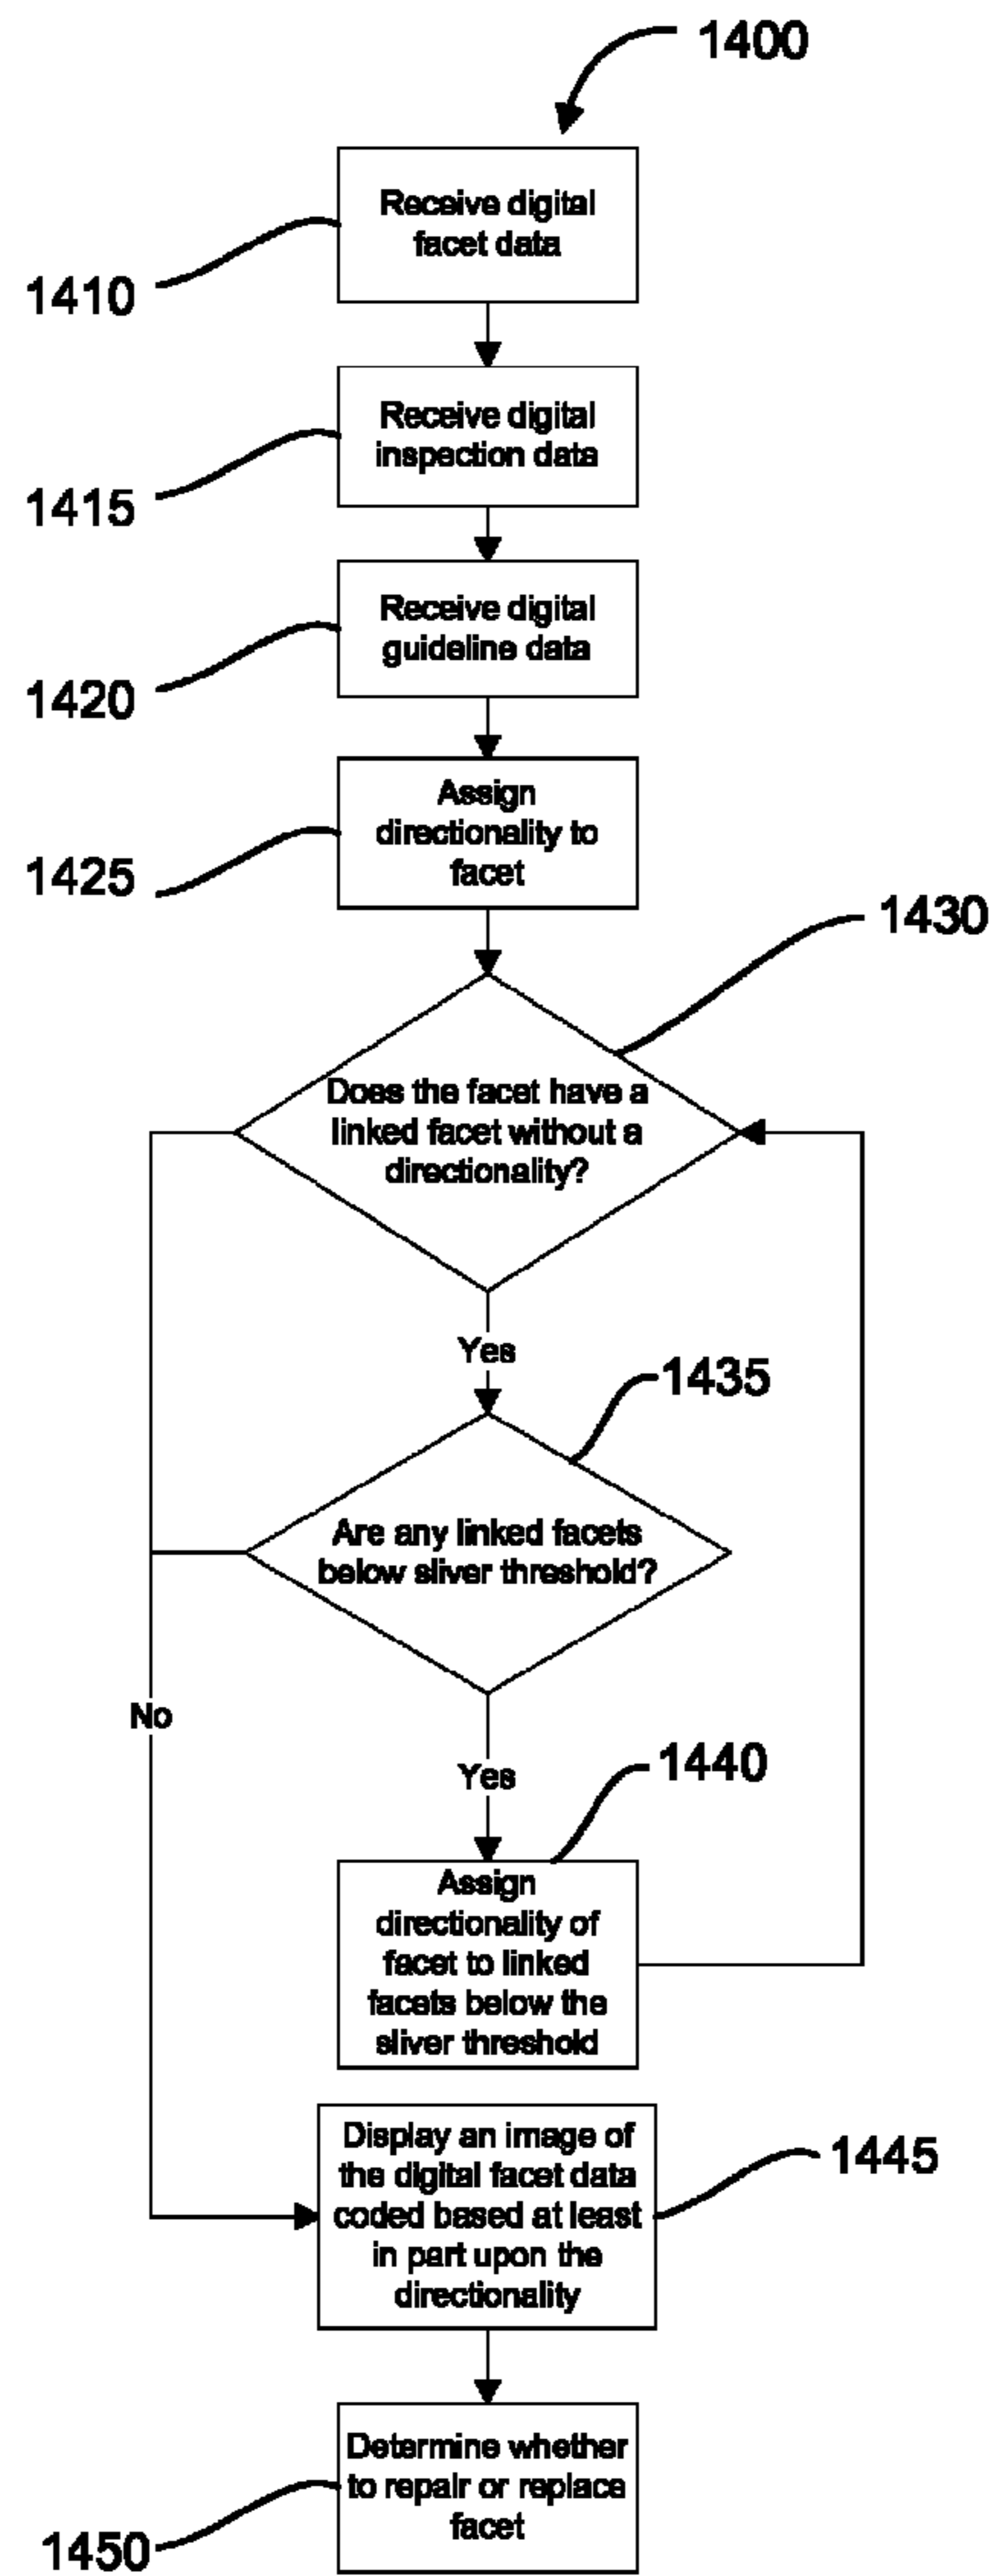 1400
Receive digital
facet data
1410
Receive digital
inspection data
1415
Receive digital
guideline data
1420
Assign
directionality to
facet
1425
1430
Does the facet have a
linked facet without a
directionality?
Yes
1435
Are any linked facets
below sliver threshold?
No
Yes
1440
Assign
directionality of
facet to linked
facets below the
sliver threshold
Display an image of
the digital facet data
coded based at least
in part upon the
directionality
1445
Determine whether
to repair or replace
facet
1450